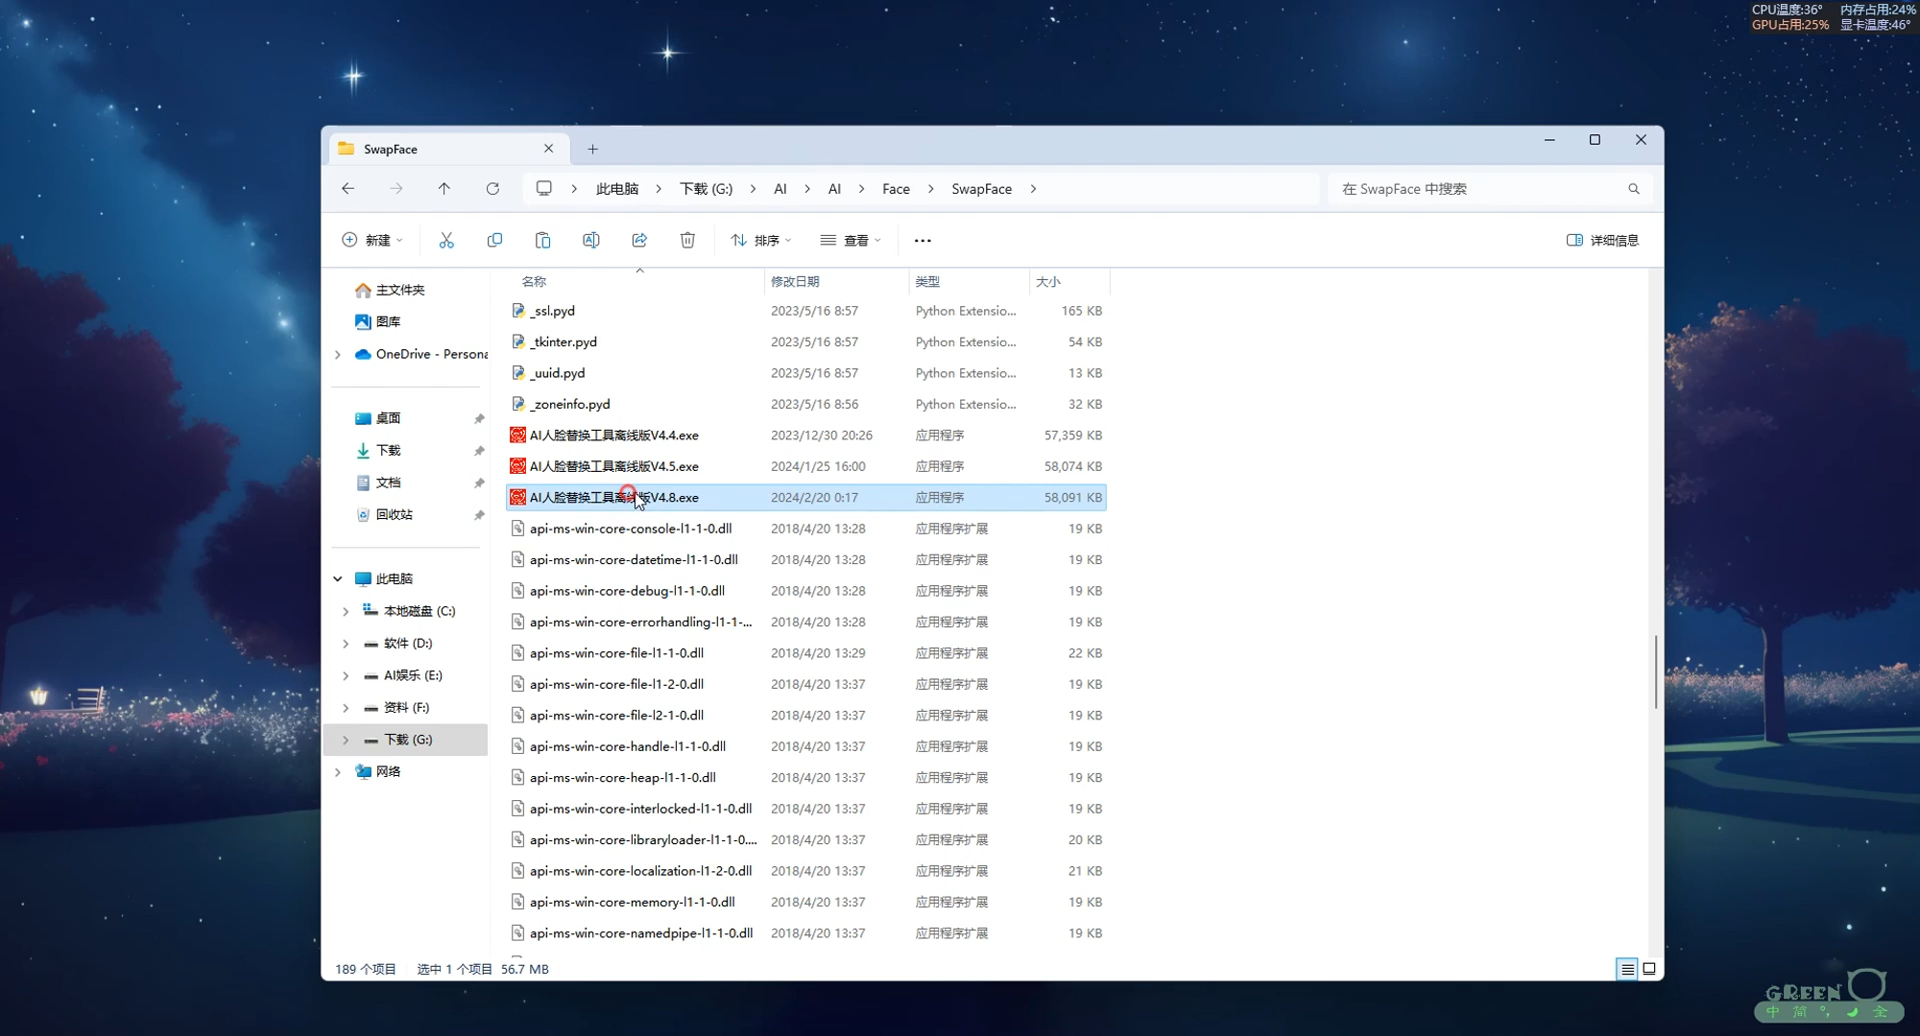 CPU温度:36° 内存占用:24%
GPU占用:25% 显卡温度:46°
SwapFace
此电脑 下载 (G:) AI AI Face SwapFace
在 SwapFace 中搜索
新建 排序 查看 详细信息
主文件夹
图库
OneDrive - Persona
桌面
下载
文档
回收站
此电脑
本地磁盘 (C:)
软件 (D:)
AI娱乐 (E:)
资料 (F:)
下载 (G:)
网络
名称 修改日期 类型 大小
_ssl.pyd 2023/5/16 8:57 Python Extensio... 165 KB
_tkinter.pyd 2023/5/16 8:57 Python Extensio... 54 KB
_uuid.pyd 2023/5/16 8:57 Python Extensio... 13 KB
_zoneinfo.pyd 2023/5/16 8:56 Python Extensio... 32 KB
AI人脸替换工具离线版V4.4.exe 2023/12/30 20:26 应用程序 57,359 KB
AI人脸替换工具离线版V4.5.exe 2024/1/25 16:00 应用程序 58,074 KB
AI人脸替换工具离线版V4.8.exe 2024/2/20 0:17 应用程序 58,091 KB
api-ms-win-core-console-l1-1-0.dll 2018/4/20 13:28 应用程序扩展 19 KB
api-ms-win-core-datetime-l1-1-0.dll 2018/4/20 13:28 应用程序扩展 19 KB
api-ms-win-core-debug-l1-1-0.dll 2018/4/20 13:28 应用程序扩展 19 KB
api-ms-win-core-errorhandling-l1-1-... 2018/4/20 13:28 应用程序扩展 19 KB
api-ms-win-core-file-l1-1-0.dll 2018/4/20 13:29 应用程序扩展 22 KB
api-ms-win-core-file-l1-2-0.dll 2018/4/20 13:37 应用程序扩展 19 KB
api-ms-win-core-file-l2-1-0.dll 2018/4/20 13:37 应用程序扩展 19 KB
api-ms-win-core-handle-l1-1-0.dll 2018/4/20 13:37 应用程序扩展 19 KB
api-ms-win-core-heap-l1-1-0.dll 2018/4/20 13:37 应用程序扩展 19 KB
api-ms-win-core-interlocked-l1-1-0.dll 2018/4/20 13:37 应用程序扩展 19 KB
api-ms-win-core-libraryloader-l1-1-0.... 2018/4/20 13:37 应用程序扩展 20 KB
api-ms-win-core-localization-l1-2-0.dll 2018/4/20 13:37 应用程序扩展 21 KB
api-ms-win-core-memory-l1-1-0.dll 2018/4/20 13:37 应用程序扩展 19 KB
api-ms-win-core-namedpipe-l1-1-0.dll 2018/4/20 13:37 应用程序扩展 19 KB
189 个项目 选中 1 个项目 56.7 MB
GREEN
中 简 °, 全